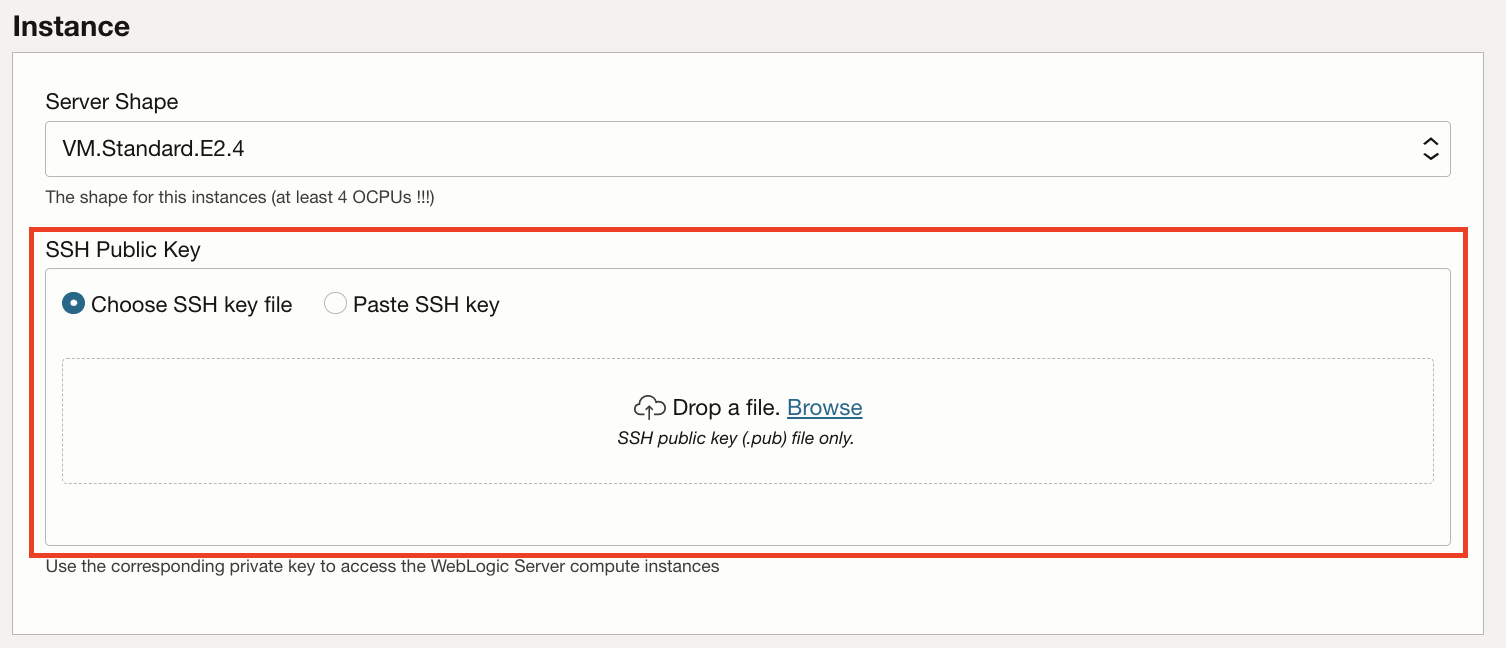 Instance
Server Shape
VM.Standard.E2.4
The shape for this instances (at least 4 OCPUs !!!)
SSH Public Key
Choose SSH key file Paste SSH key
Drop a file. Browse
SSH public key (.pub) file only.
Use the corresponding private key to access the WebLogic Server compute instances